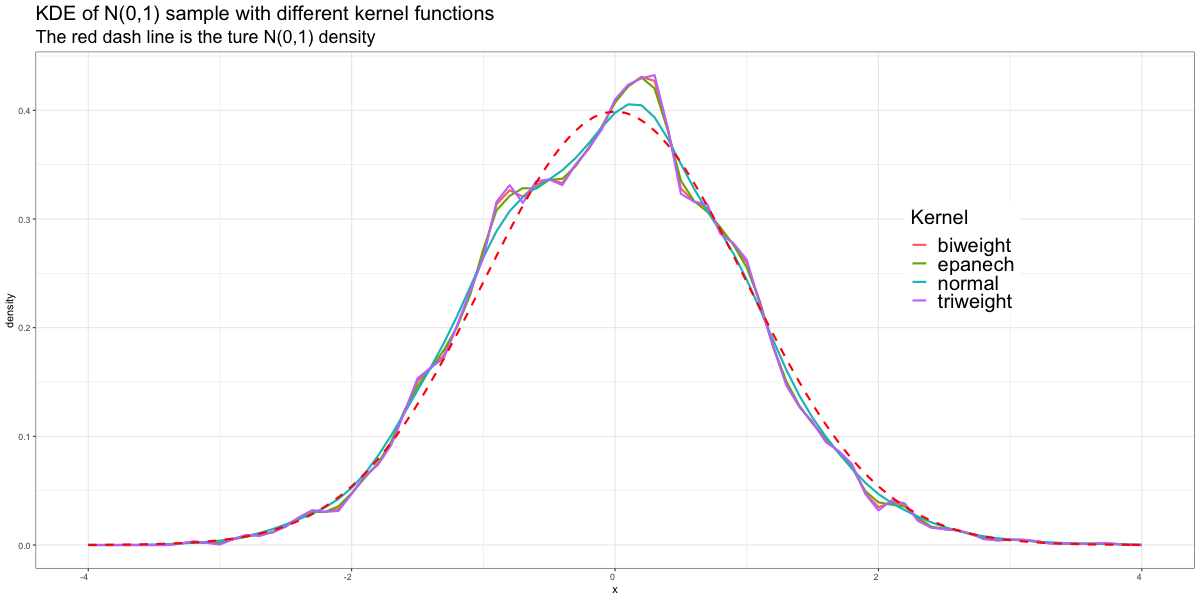 KDE of N(0,1) sample with different kernel functions
The red dash line is the ture N(0,1) density
0.4
0.3
0.2
0.1
0.0
density
Kernel
biweight
epanech
normal
triweight
-4 -2 0 2 4
x